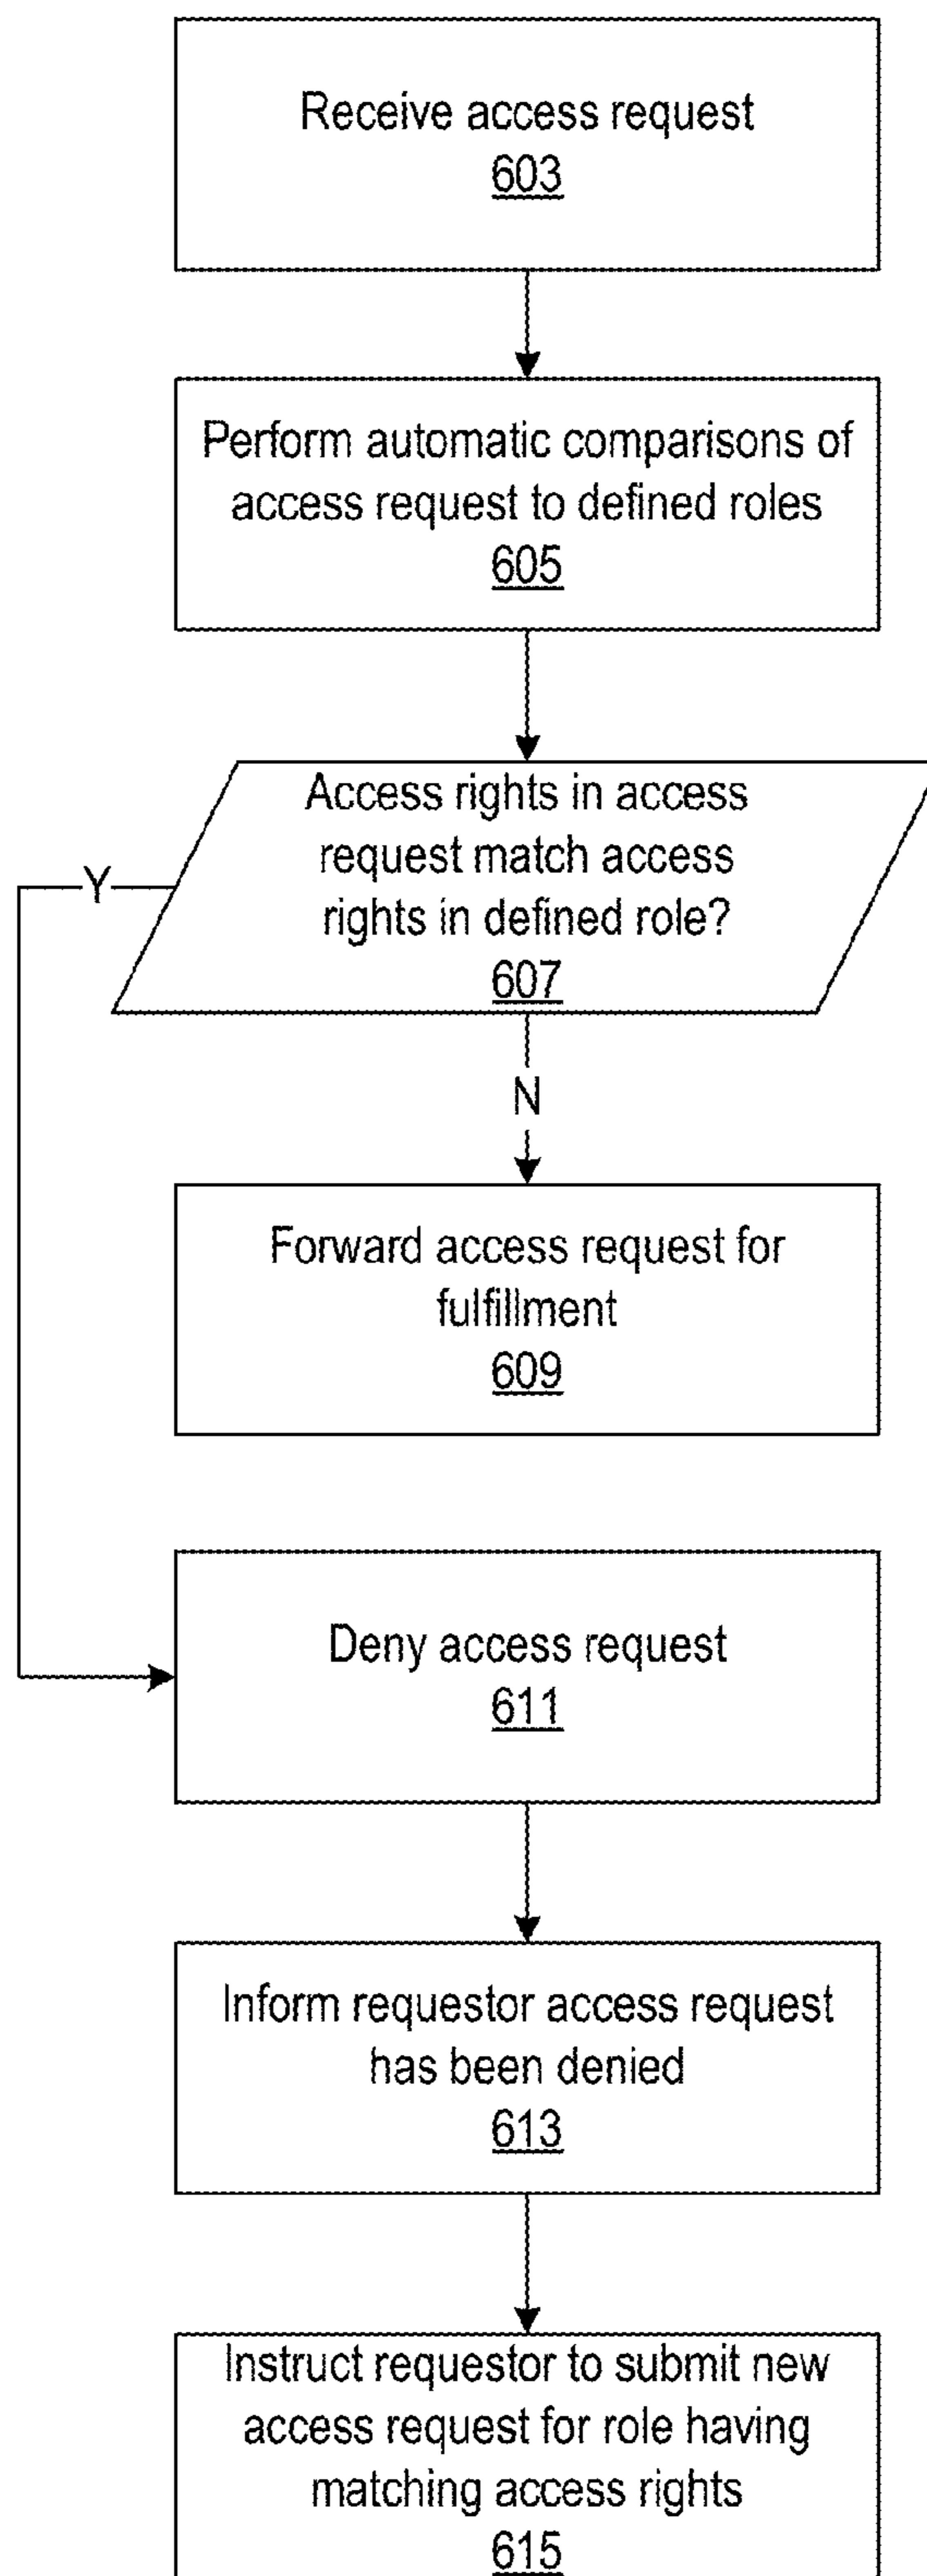 Receive access request
603
Perform automatic comparisons of
access request to defined roles
605
Access rights in access
request match access
rights in defined role?
607
Y
N
Forward access request for
fulfillment
609
Deny access request
611
Inform requestor access request
has been denied
613
Instruct requestor to submit new
access request for role having
matching access rights
615